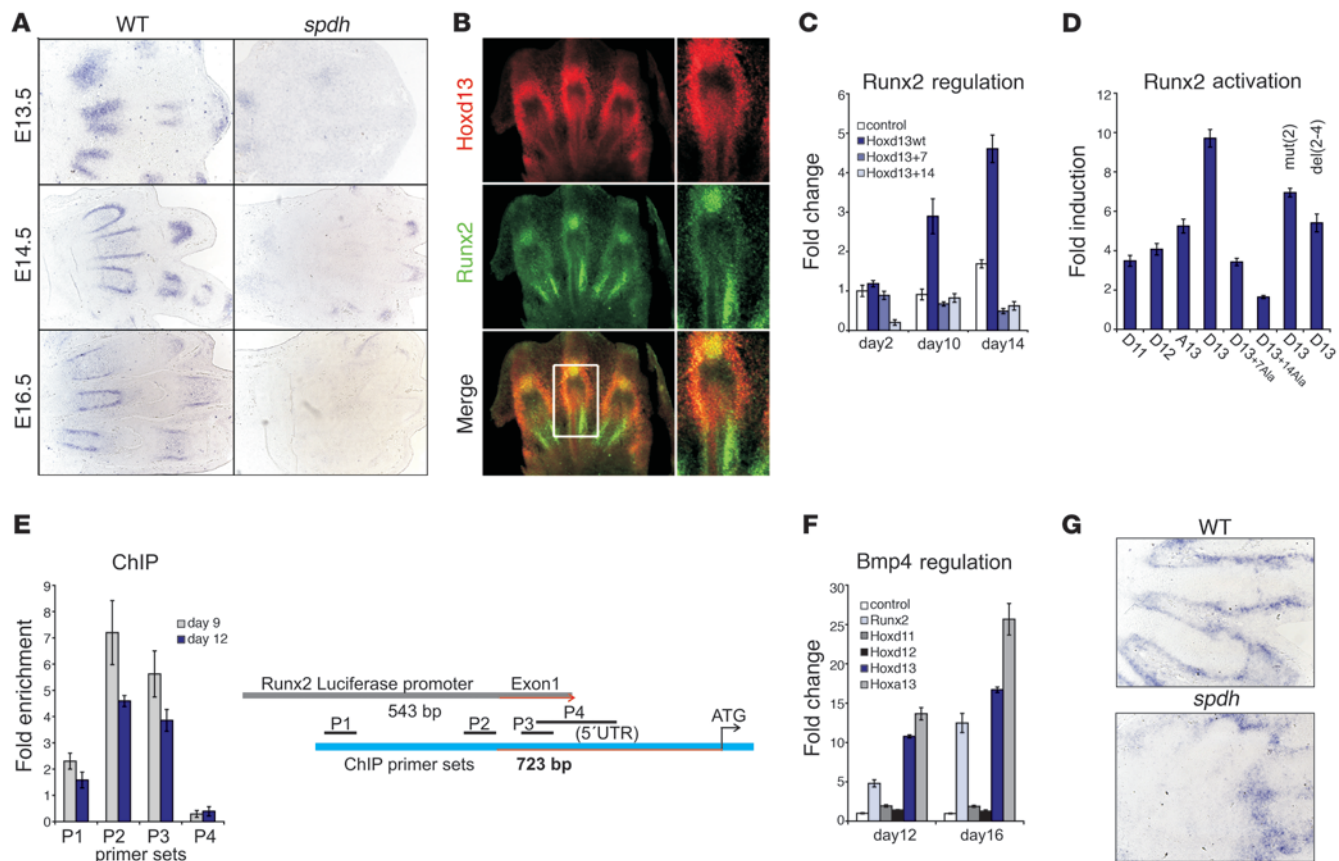 A
WT
spdh
E13.5
E14.5
E16.5
B
Hoxd13
Runx2
Merge
C
Runx2 regulation
Fold change
6
5
4
3
2
1
0
control
Hoxd13wt
Hoxd13+7
Hoxd13+14
day2
day10
day14
D
Runx2 activation
Fold induction
12
10
8
6
4
2
0
mut(2)
del(2-4)
D11
D12
A13
D13
D13+7Ala
D13+14Ala
D13
D13
E
ChIP
Fold enrichment
9
8
7
6
5
4
3
2
1
0
day 9
day 12
P1
P2
P3
P4
primer sets
Runx2 Luciferase promoter
Exon1
543 bp
P1
P2
P3
P4
(5´UTR)
ATG
ChIP primer sets
723 bp
F
Bmp4 regulation
Fold change
30
25
20
15
10
5
0
control
Runx2
Hoxd11
Hoxd12
Hoxd13
Hoxa13
day12
day16
G
WT
spdh